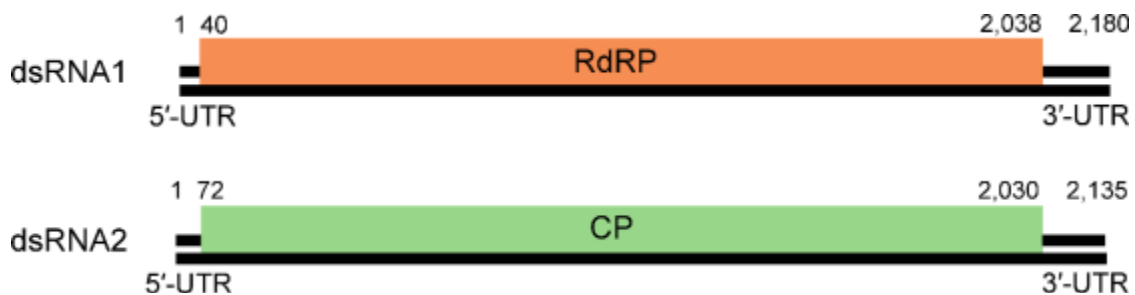 1 40 2,038 2,180
dsRNA1 RdRP
5′-UTR 3′-UTR
1 72 2,030 2,135
dsRNA2 CP
5′-UTR 3′-UTR